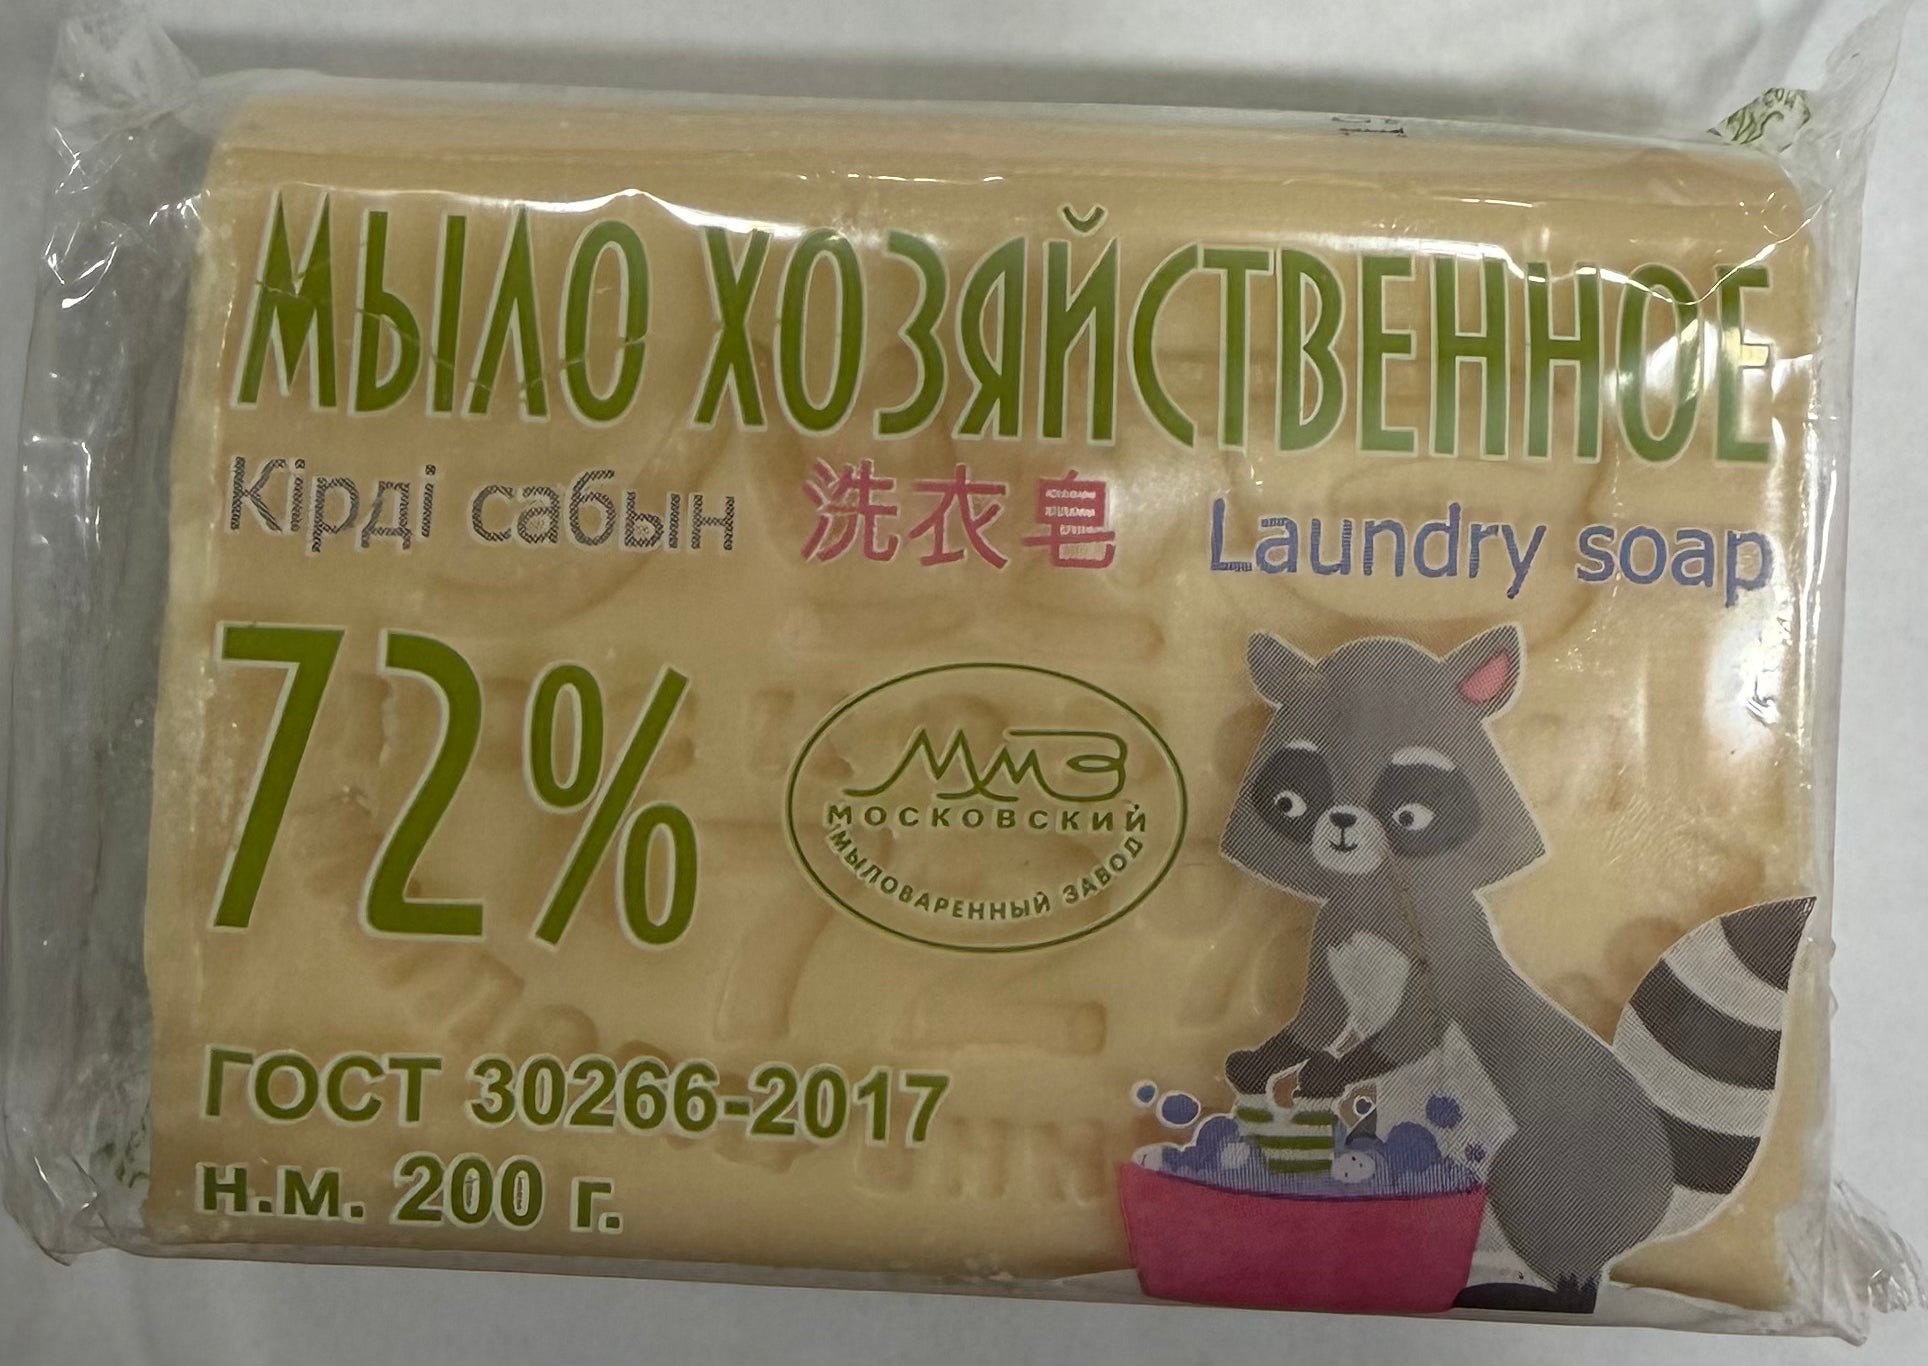 МЫЛО ХОЗЯЙСТВЕННОЕ
Кірді сабын 洗衣皂 Laundry soap
72%
ММЗ
МОСКОВСКИЙ
МЫЛОВАРЕННЫЙ ЗАВОД
ГОСТ 30266-2017
н.м. 200 г.